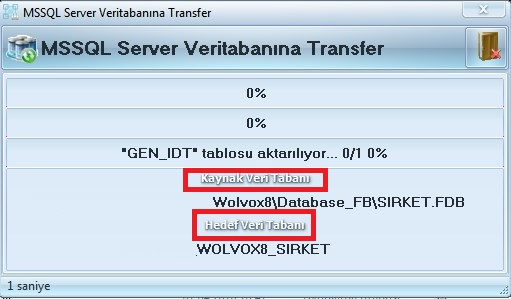 MSSQL Server Veritabanına Transfer
MSSQL Server Veritabanına Transfer
0%
0%
"GEN_IDT" tablosu aktarılıyor... 0/1 0%
Kaynak Veri Tabanı
Wolvox8\Database_FB\SIRKET.FDB
Hedef Veri Tabanı
WOLVOX8_SIRKET
1 saniye